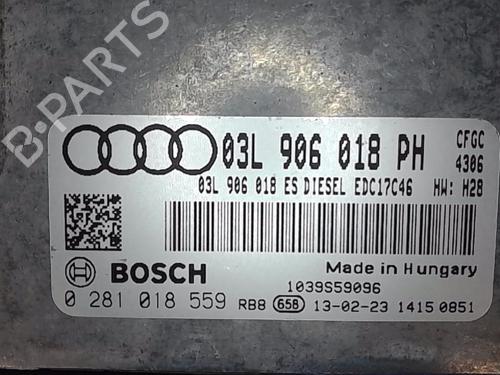 B-PARTS
03L 906 018 PH
CFGC
4306
03L 906 018 ES DIESEL EDC17C46 HW: H28
BOSCH
Made in Hungary
1039S59096
0 281 018 559 RB8 658 13-02-23 1415 0851